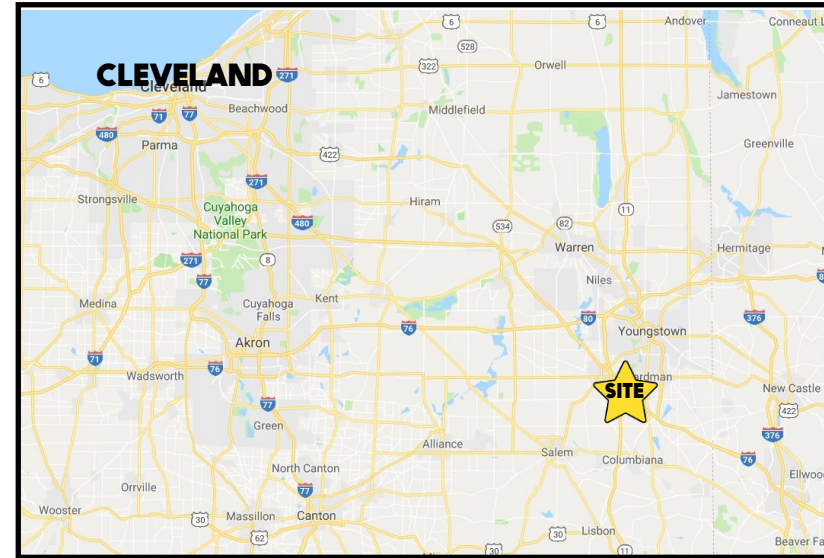 6
6
Andover
Conneaut L
528
322
Orwell
CLEVELAND
Cleveland
271
6
Jamestown
Beachwood
Middlefield
71
77
480
Parma
422
Greenville
271
Strongsville
Cuyahoga
Valley
National Park
Hiram
480
534
82
11
Warren
Hermitage
271
8
77
Niles
8
Medina
Cuyahoga
Falls
Kent
76
80
376
Youngstown
Akron
71
76
Wadsworth
ardman
SITE
New Castle
77
422
Green
376
Alliance
Salem
Columbiana
76
North Canton
Ellwoo
Orrville
77
Wooster
30
Massillon
Canton
62
30
Lisbon
30
11
Beaver Fa